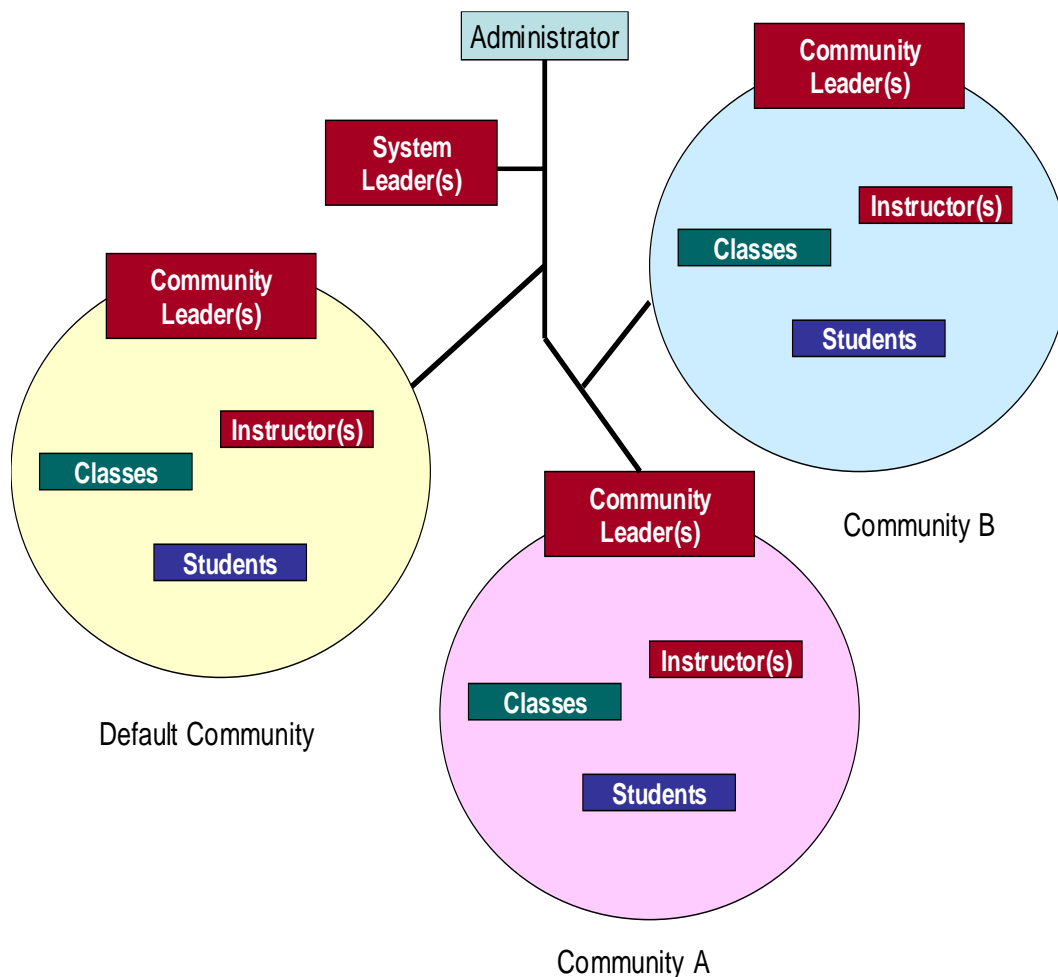 Administrator
Community
Leader(s)
System
Leader(s)
Instructor(s)
Classes
Students
Community B
Community
Leader(s)
Instructor(s)
Classes
Students
Default Community
Community
Leader(s)
Instructor(s)
Classes
Students
Community A